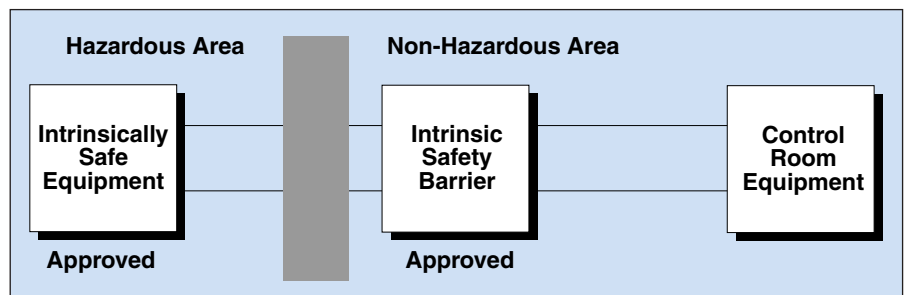 Hazardous Area
Non-Hazardous Area
Intrinsically
Safe
Equipment
Intrinsic
Safety
Barrier
Control
Room
Equipment
Approved
Approved